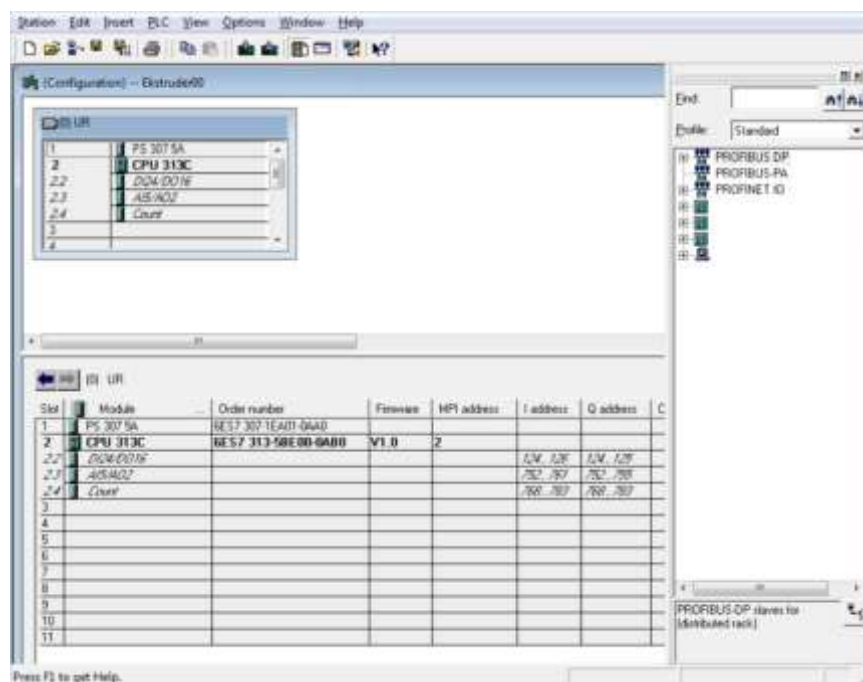 Station Edit Insert PLC View Options Window Help
(Configuration) -- Ekstruder00
(0) UR
1 PS 307 5A
2 CPU 313C
2.2 DI24/DO16
2.3 AI5/AO2
2.4 Count
3
4
(0) UR
Slot Module ... Order number Firmware MPI address I address Q address C
1 PS 307 5A 6ES7 307-1EA01-0AA0
2 CPU 313C 6ES7 313-5BE00-0AB0 V1.0 2
2.2 DI24/DO16 124...126 124...125
2.3 AI5/AO2 752...761 752...755
2.4 Count 768...783 768...783
3
4
5
6
7
8
9
10
11
Press F1 to get Help.
Find:
Profile: Standard
PROFIBUS DP
PROFIBUS-PA
PROFINET IO
PROFIBUS-DP slaves for
(distributed rack)